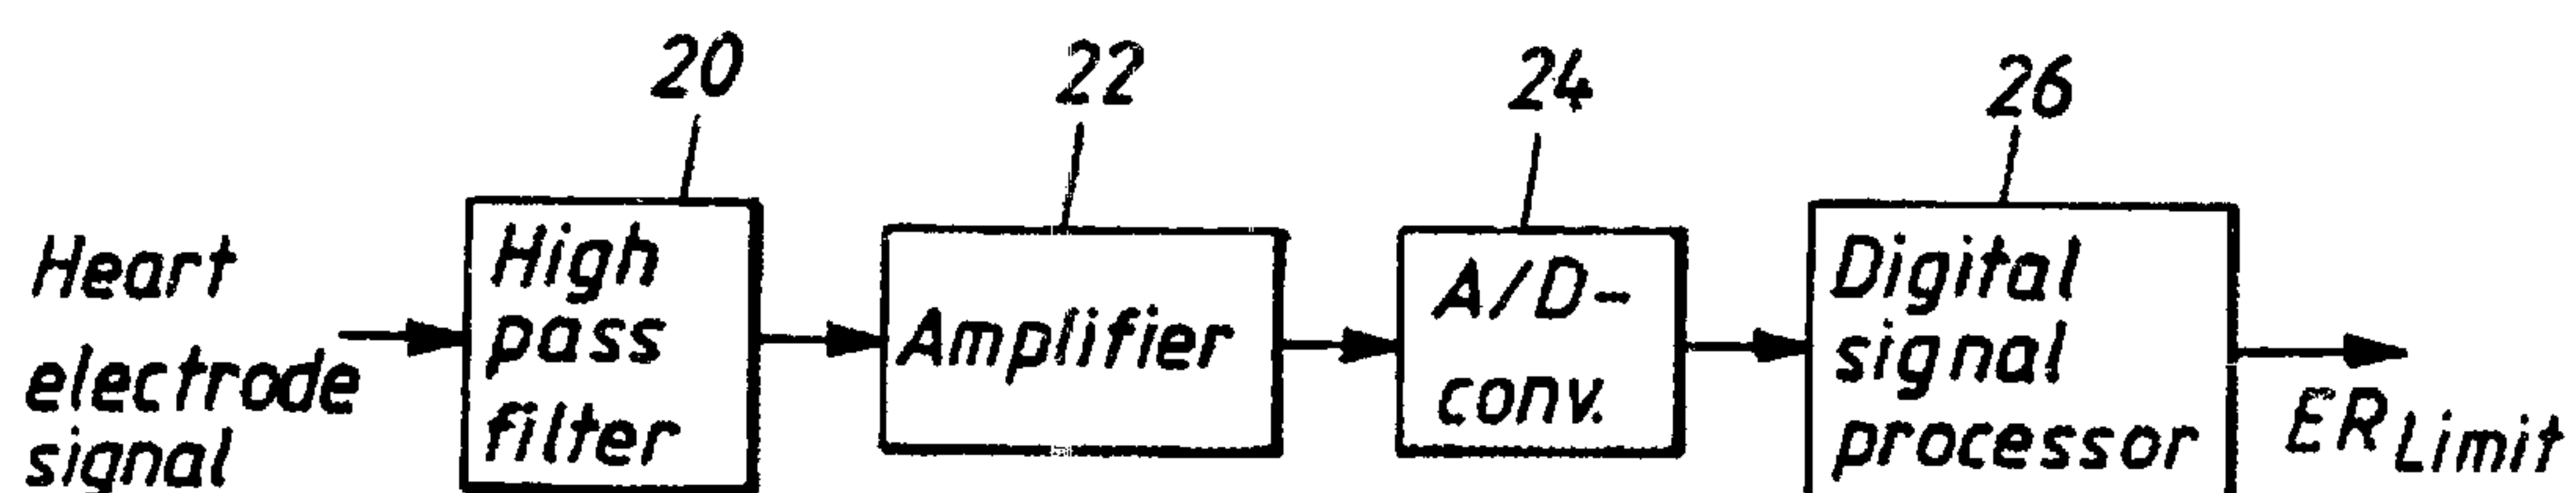 20
22
24
26
Heart
electrode
signal
High
pass
filter
Amplifier
A/D-
conv.
Digital
signal
processor
ER Limit